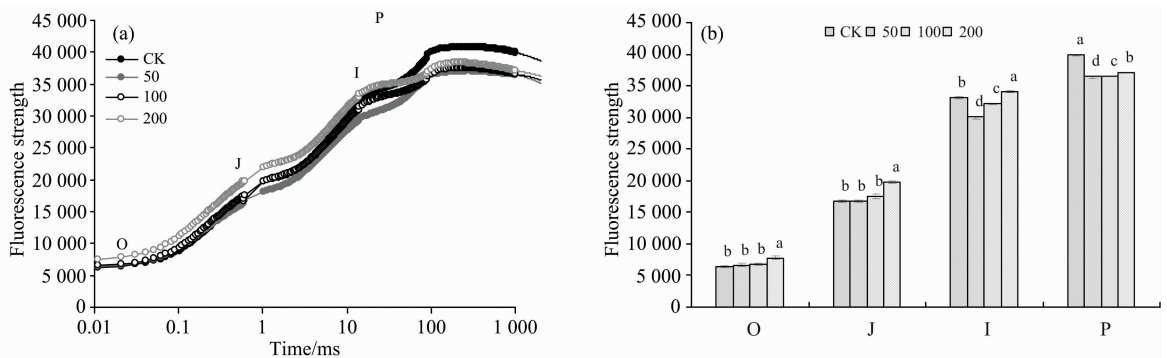 (a)
CK
50
100
200
O
J
I
P
45 000
40 000
35 000
30 000
25 000
20 000
15 000
10 000
5 000
0
0.01 0.1 1 10 100 1 000
Time/ms
Fluorescence strength
(b)
CK 50 100 200
45 000
40 000
35 000
30 000
25 000
20 000
15 000
10 000
5 000
0
Fluorescence strength
b b b a
b b b a
b d c a
a d c b
O J I P